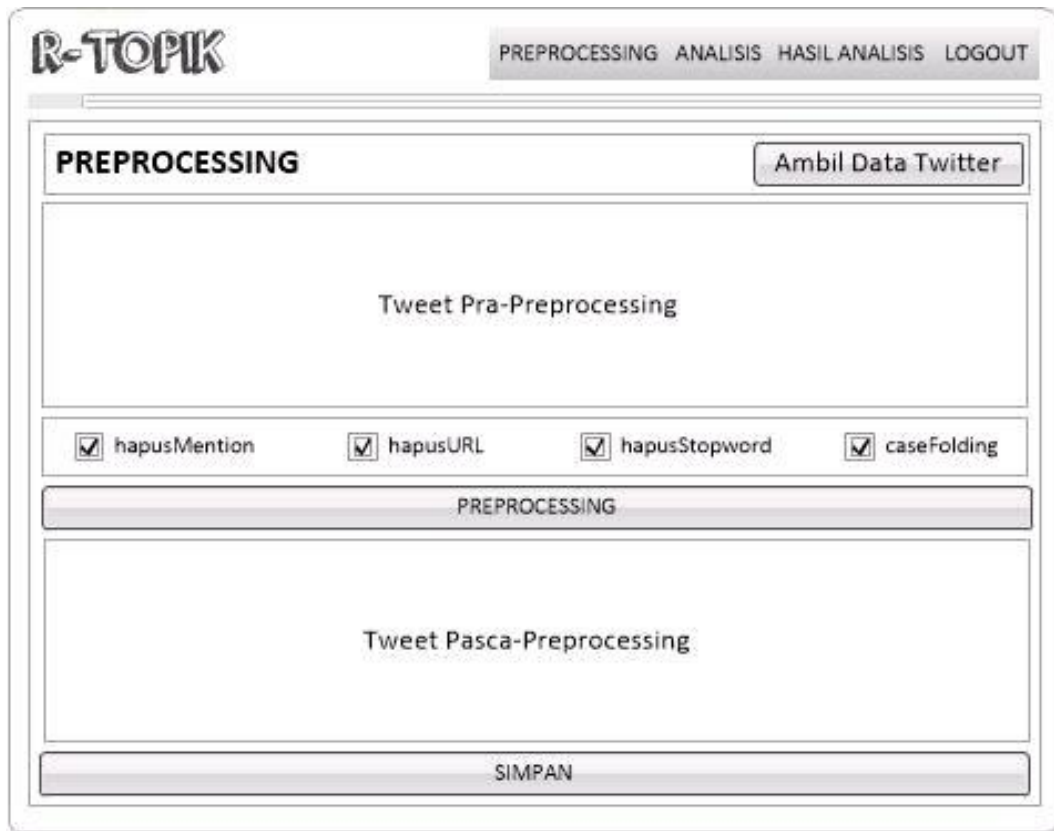 R-TOPIK
PREPROCESSING ANALISIS HASIL ANALISIS LOGOUT
PREPROCESSING
Ambil Data Twitter
Tweet Pra-Preprocessing
hapusMention hapusURL hapusStopword caseFolding
PREPROCESSING
Tweet Pasca-Preprocessing
SIMPAN